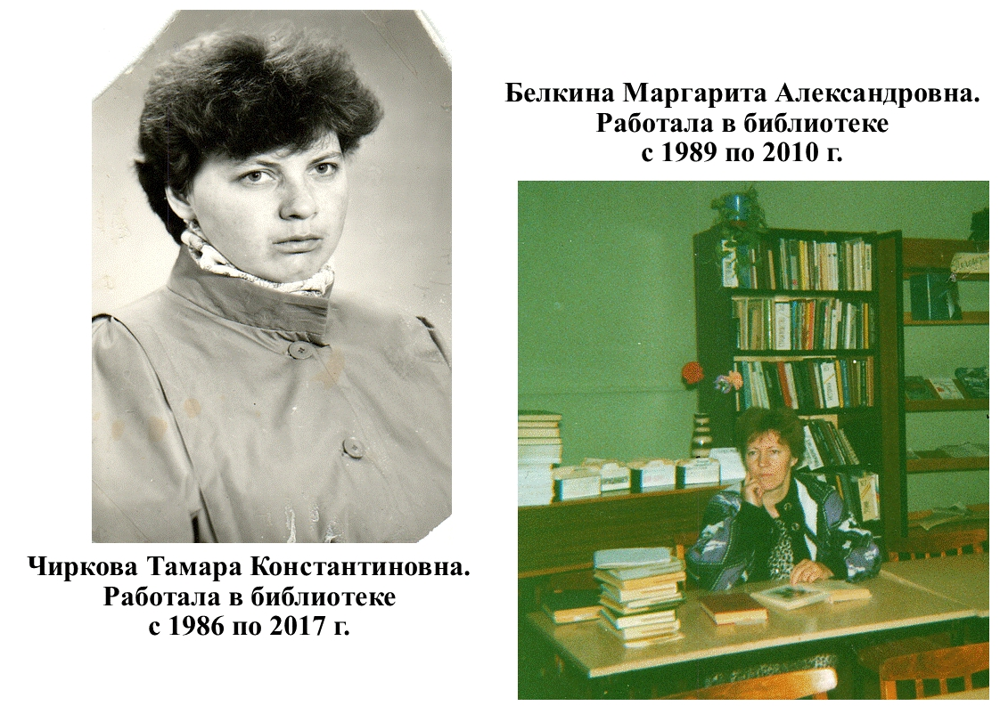 Белкина Маргарита Александровна.
Работала в библиотеке
с 1989 по 2010 г.
Чиркова Тамара Константиновна.
Работала в библиотеке
с 1986 по 2017 г.